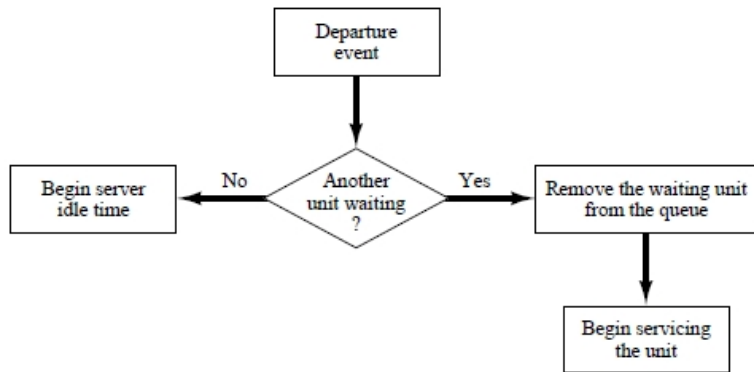 Departure
event
No
Another
unit waiting
?
Yes
Begin server
idle time
Remove the waiting unit
from the queue
Begin servicing
the unit